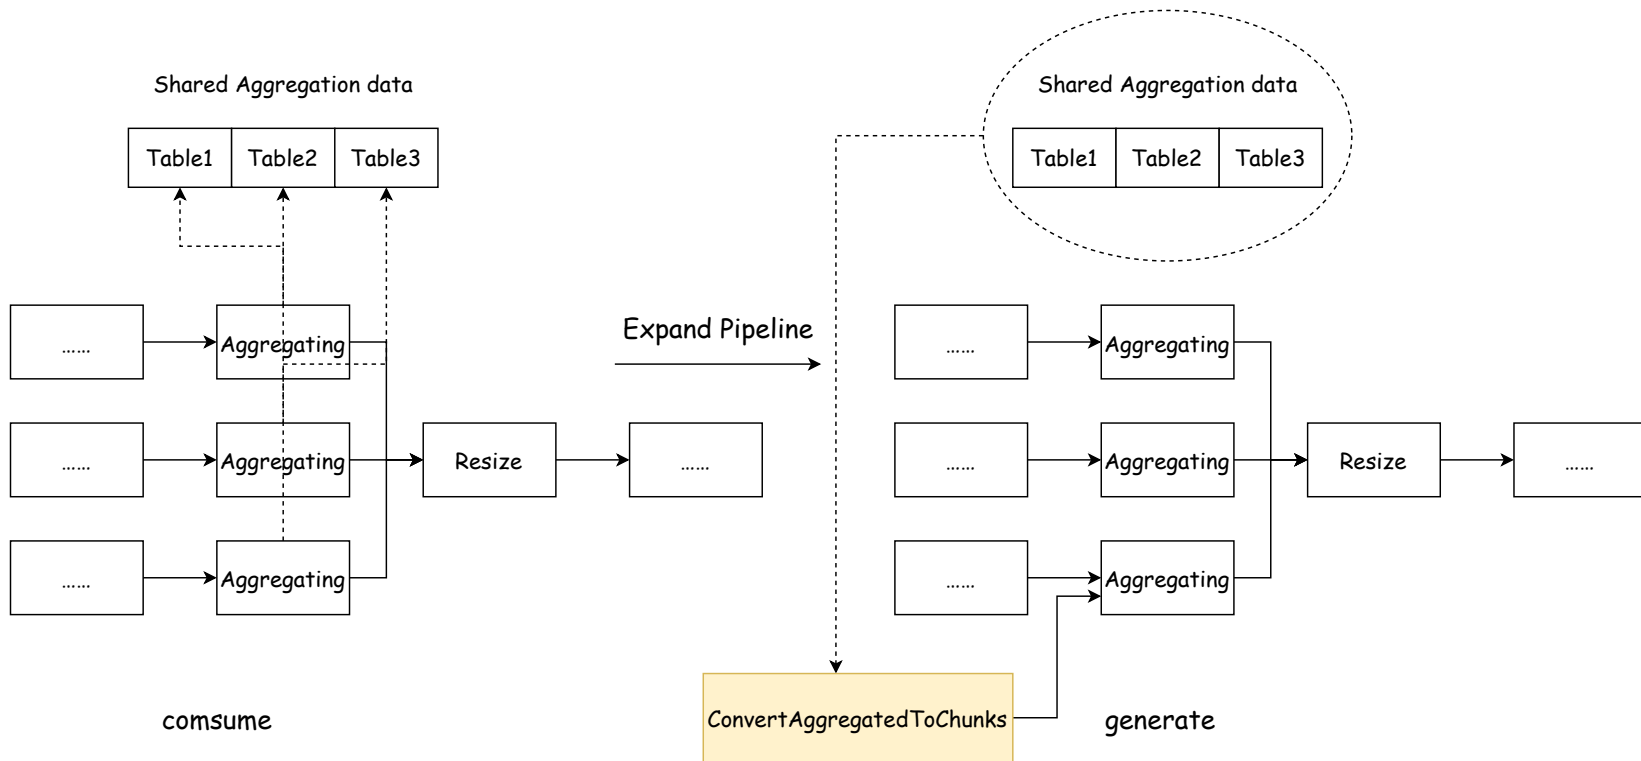 Shared Aggregation data
Table1 Table2 Table3
...... Aggregating
...... Aggregating Resize ......
...... Aggregating
comsume
Expand Pipeline
Shared Aggregation data
Table1 Table2 Table3
...... Aggregating
...... Aggregating Resize ......
...... Aggregating
ConvertAggregatedToChunks
generate